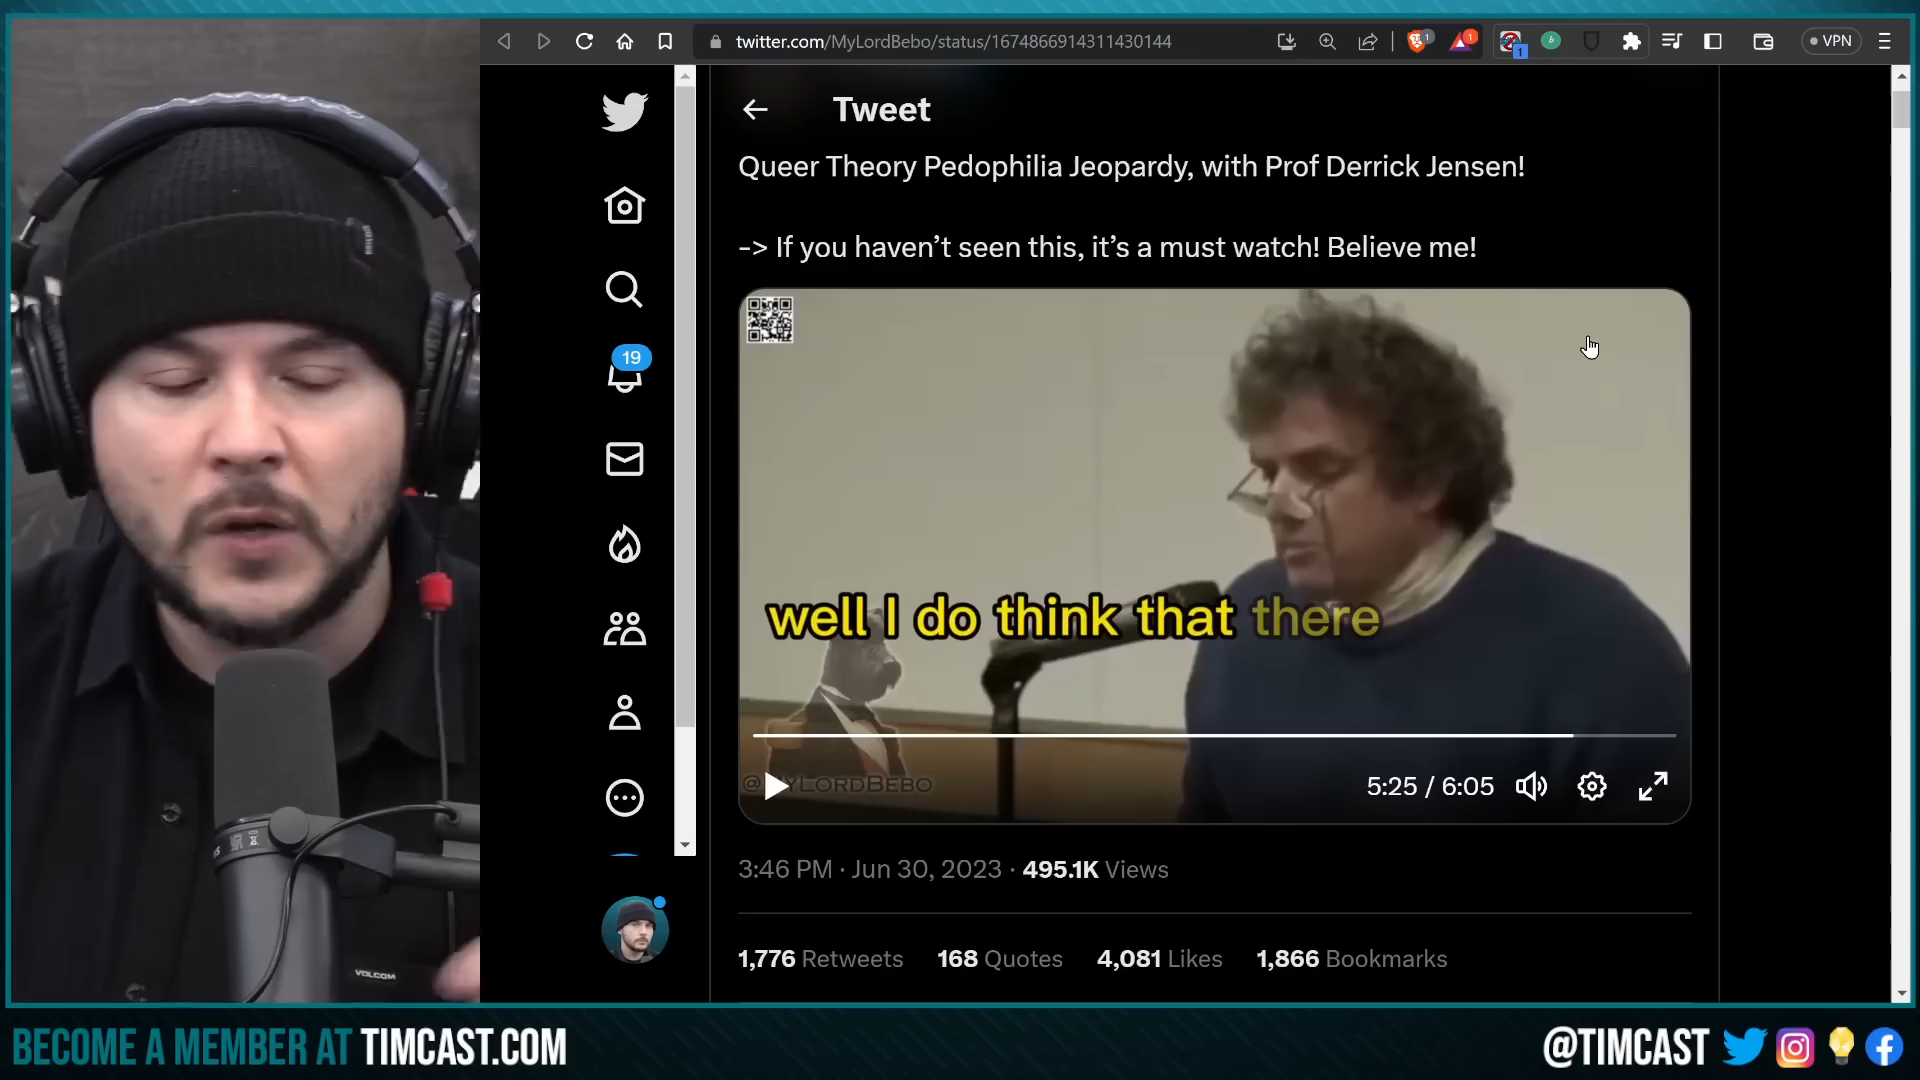 twitter.com/MyLordBebo/status/1674866914311430144
1
1
1
VPN
Tweet
Queer Theory Pedophilia Jeopardy, with Prof Derrick Jensen!
-> If you haven't seen this, it's a must watch! Believe me!
19
well I do think that there
@MyLordBebo
5:25 / 6:05
3:46 PM · Jun 30, 2023 · 495.1K Views
1,776 Retweets 168 Quotes 4,081 Likes 1,866 Bookmarks
VOLCOM
BECOME A MEMBER AT TIMCAST.COM
@TIMCAST